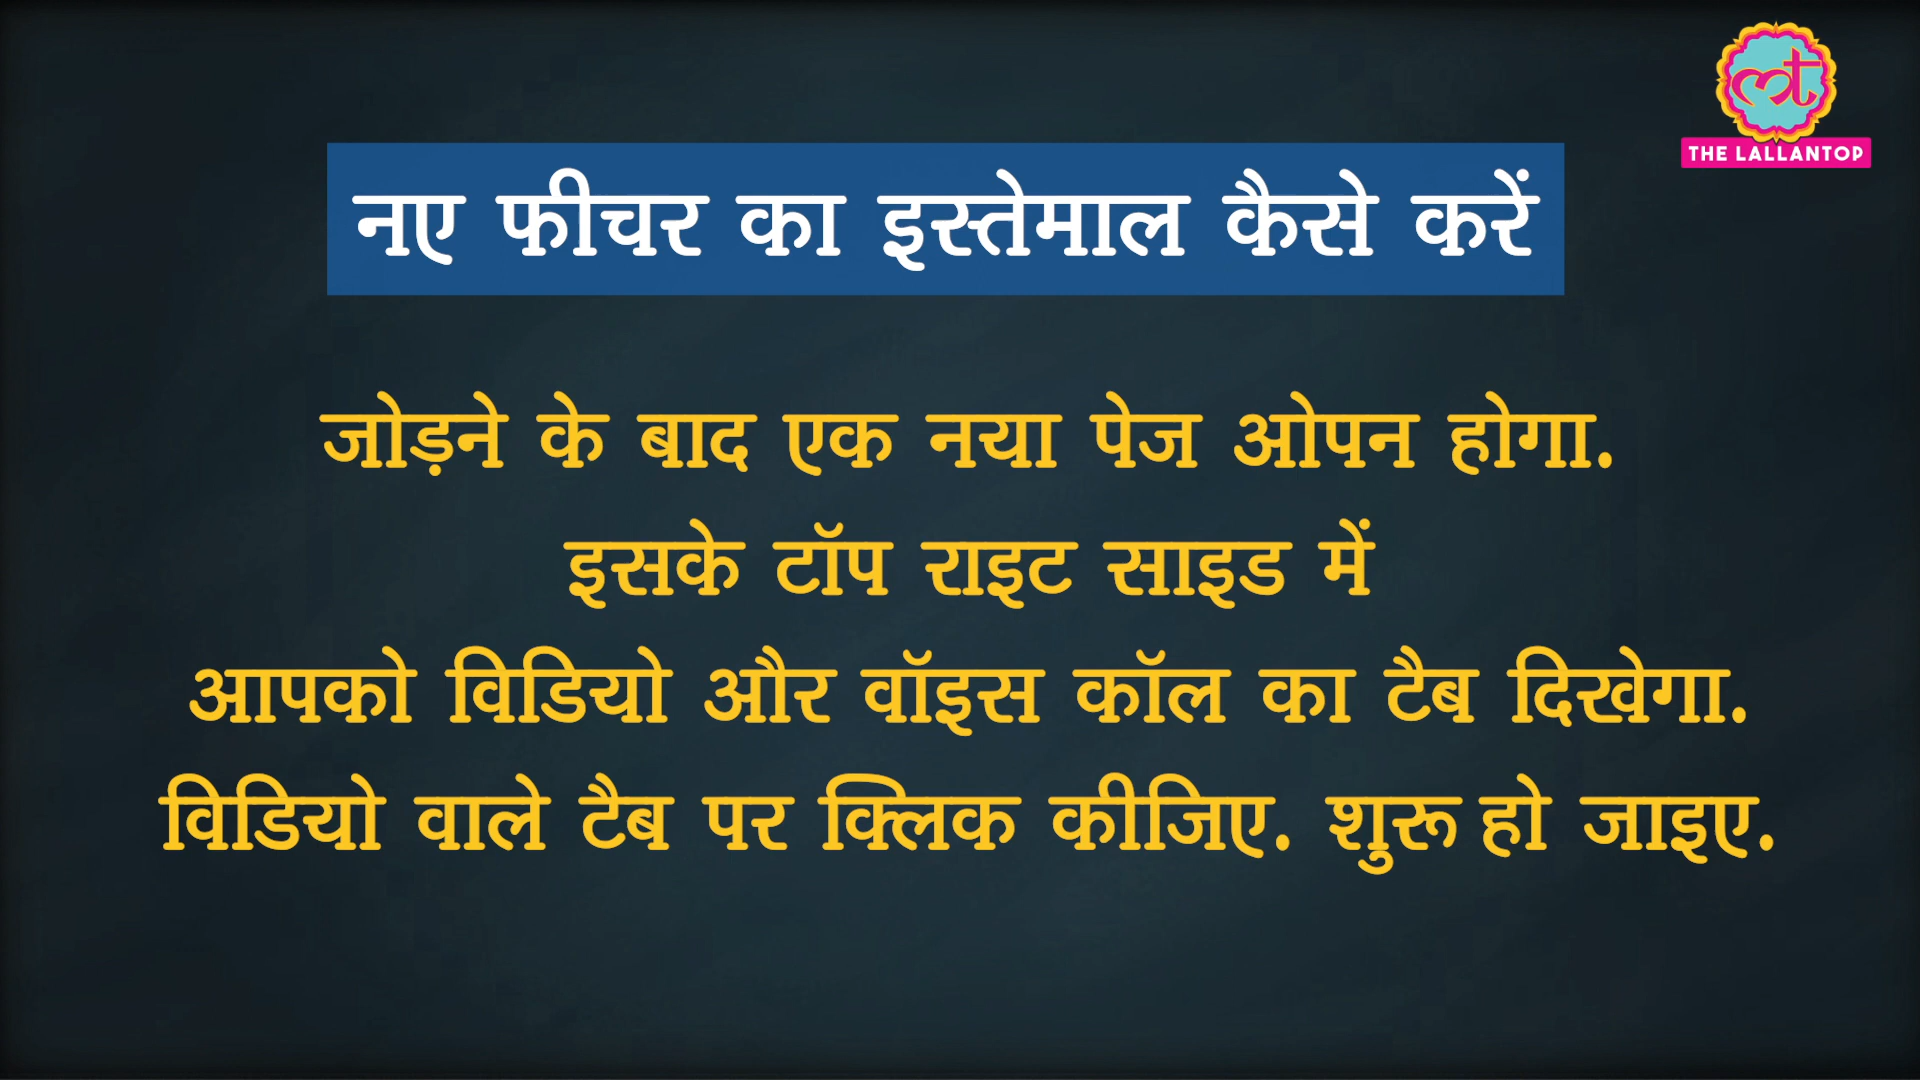 THE LALLANTOP
नए फीचर का इस्तेमाल कैसे करें
जोड़ने के बाद एक नया पेज ओपन होगा.
इसके टॉप राइट साइड में
आपको विडियो और वॉइस कॉल का टैब दिखेगा.
विडियो वाले टैब पर क्लिक कीजिए. शुरू हो जाइए.